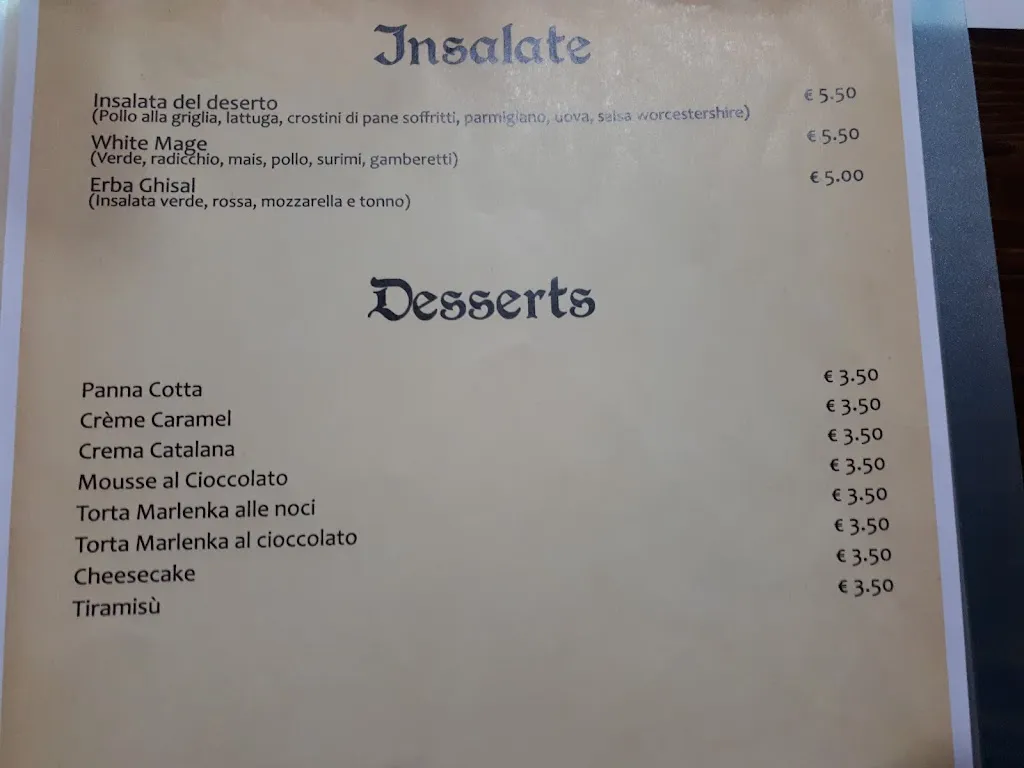 Insalate
Insalata del deserto € 5.50
(Pollo alla griglia, lattuga, crostini di pane soffritti, parmigiano, uova, salsa worcestershire)
White Mage € 5.50
(Verde, radicchio, mais, pollo, surimi, gamberetti)
Erba Ghisal € 5.00
(Insalata verde, rossa, mozzarella e tonno)
Desserts
Panna Cotta € 3.50
Crème Caramel € 3.50
Crema Catalana € 3.50
Mousse al Cioccolato € 3.50
Torta Marlenka alle noci € 3.50
Torta Marlenka al cioccolato € 3.50
Cheesecake € 3.50
Tiramisù € 3.50